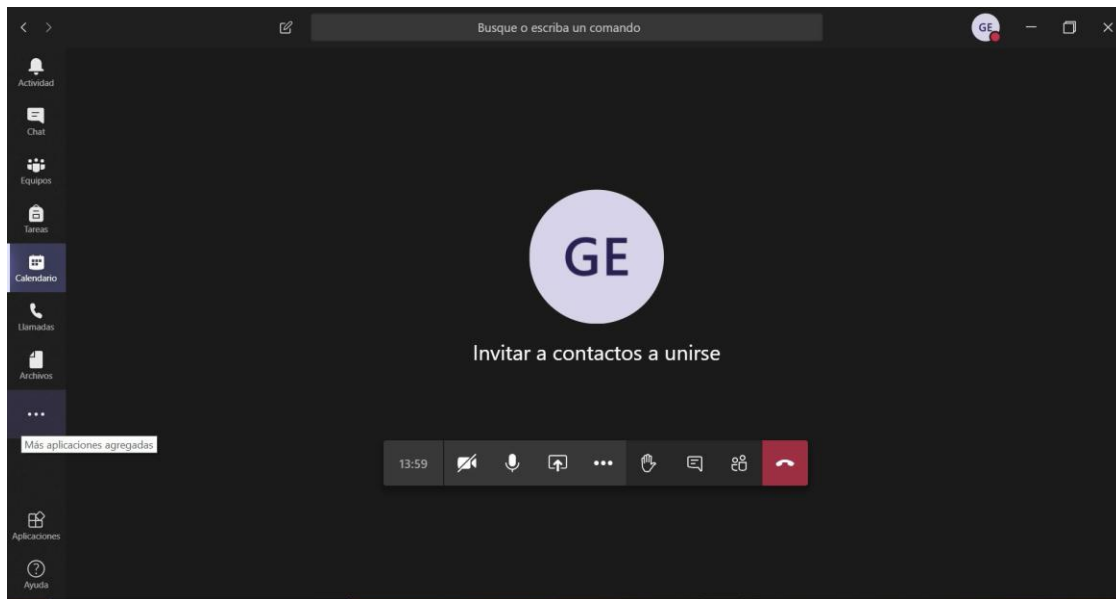 Busque o escriba un comando
GE
Actividad
Chat
Equipos
Tareas
Calendario
Llamadas
Archivos
Más aplicaciones agregadas
Aplicaciones
Ayuda
GE
Invitar a contactos a unirse
13:59